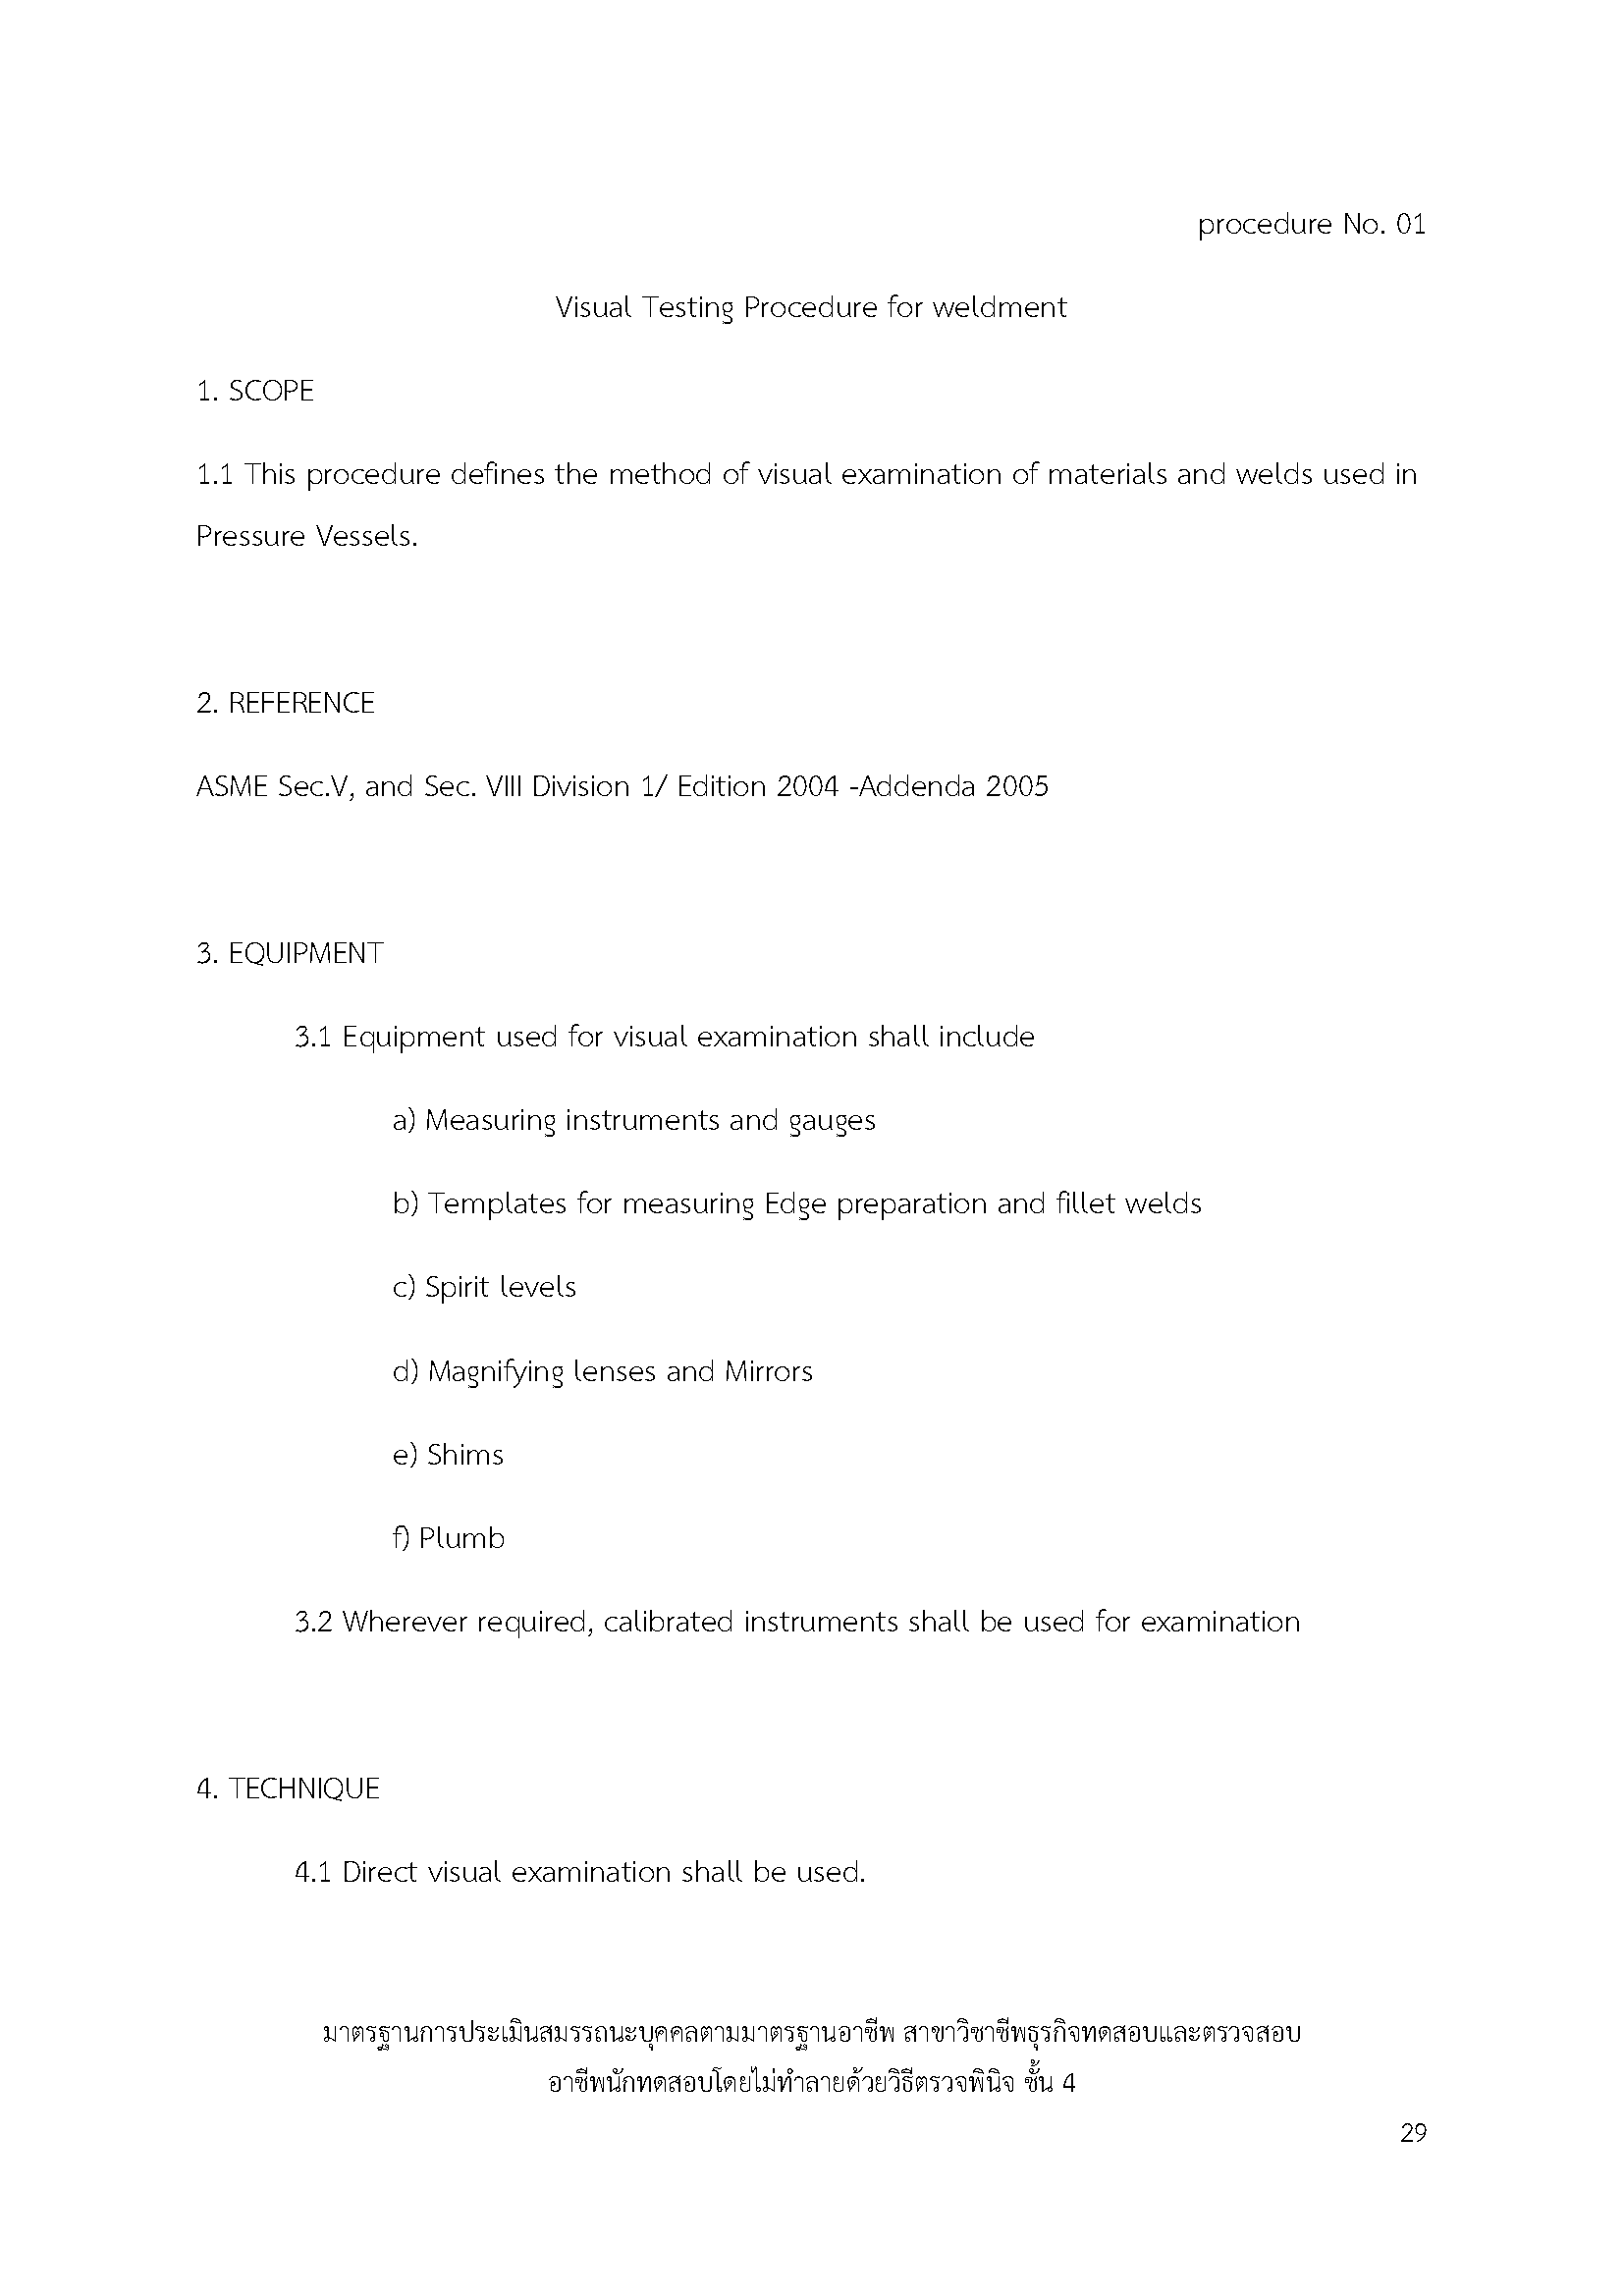 procedure No. 01
Visual Testing Procedure for weldment
1. SCOPE
1.1 This procedure defines the method of visual examination of materials and welds used in
Pressure Vessels.
2. REFERENCE
ASME Sec.V, and Sec. VIII Division 1/ Edition 2004 -Addenda 2005
3. EQUIPMENT
3.1 Equipment used for visual examination shall include
a) Measuring instruments and gauges
b) Templates for measuring Edge preparation and fillet welds
c) Spirit levels
d) Magnifying lenses and Mirrors
e) Shims
f) Plumb
3.2 Wherever required, calibrated instruments shall be used for examination
4. TECHNIQUE
4.1 Direct visual examination shall be used.
มาตรฐานการประเมินสมรรถนะบุคคลตามมาตรฐานอาชีพ สาขาวิชาชีพธุรกิจทดสอบและตรวจสอบ
อาชีพนักทดสอบโดยไม่ทำลายด้วยวิธีตรวจพินิจ ชั้น 4
29